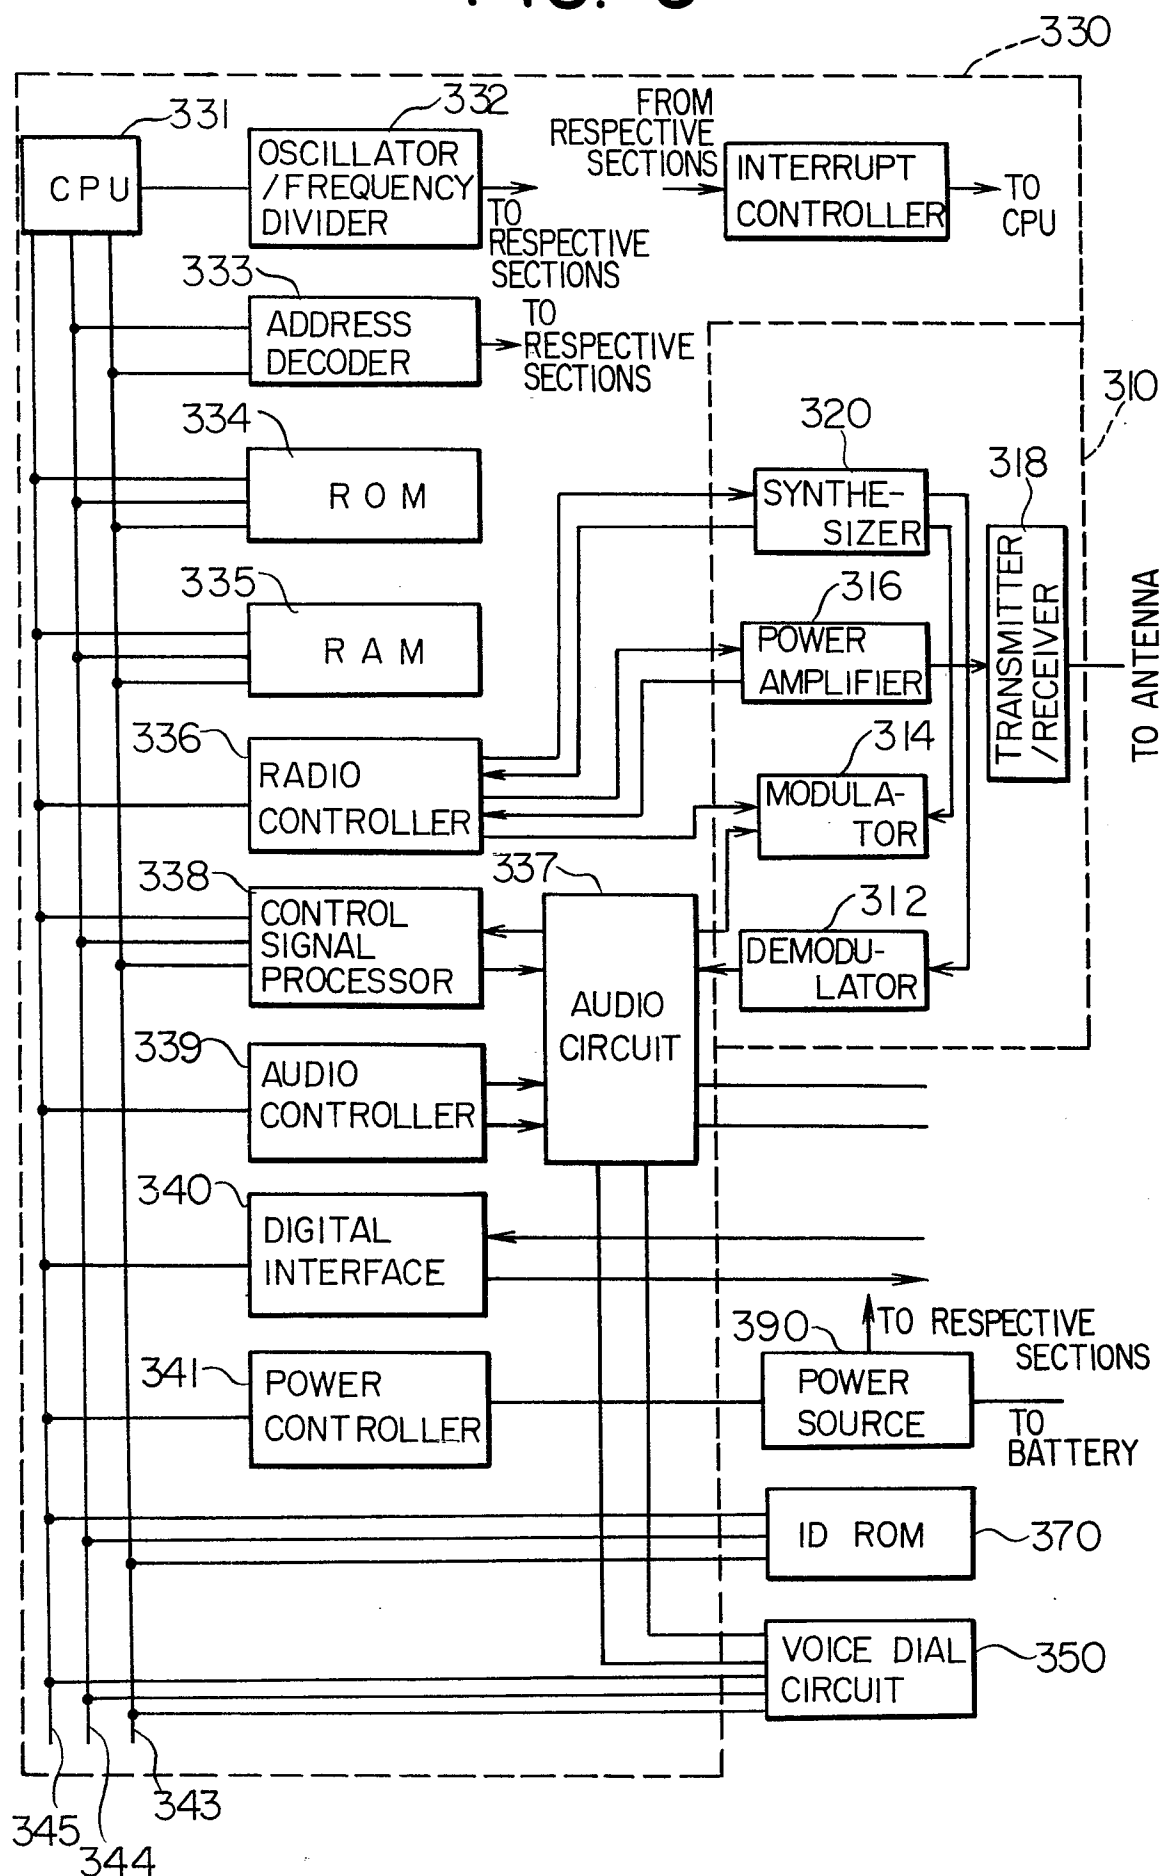 330
331
CPU
332
OSCILLATOR
/FREQUENCY
DIVIDER
TO
RESPECTIVE
SECTIONS
FROM
RESPECTIVE
SECTIONS
INTERRUPT
CONTROLLER
TO
CPU
333
ADDRESS
DECODER
TO
RESPECTIVE
SECTIONS
310
334
ROM
320
SYNTHE-
SIZER
318
TRANSMITTER
/RECEIVER
TO ANTENNA
335
RAM
316
POWER
AMPLIFIER
336
RADIO
CONTROLLER
314
MODULA-
TOR
338
CONTROL
SIGNAL
PROCESSOR
337
AUDIO
CIRCUIT
312
DEMODU-
LATOR
339
AUDIO
CONTROLLER
340
DIGITAL
INTERFACE
341
POWER
CONTROLLER
390
TO RESPECTIVE
SECTIONS
POWER
SOURCE
TO
BATTERY
ID ROM
370
VOICE DIAL
CIRCUIT
350
345
344
343